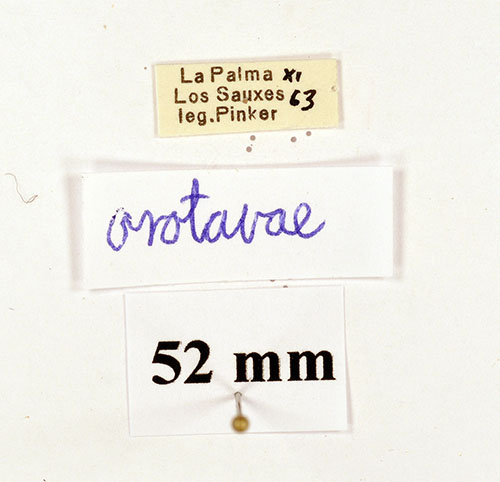 La Palma XI
Los Sauxes 63
leg. Pinker
orotavae
52 mm